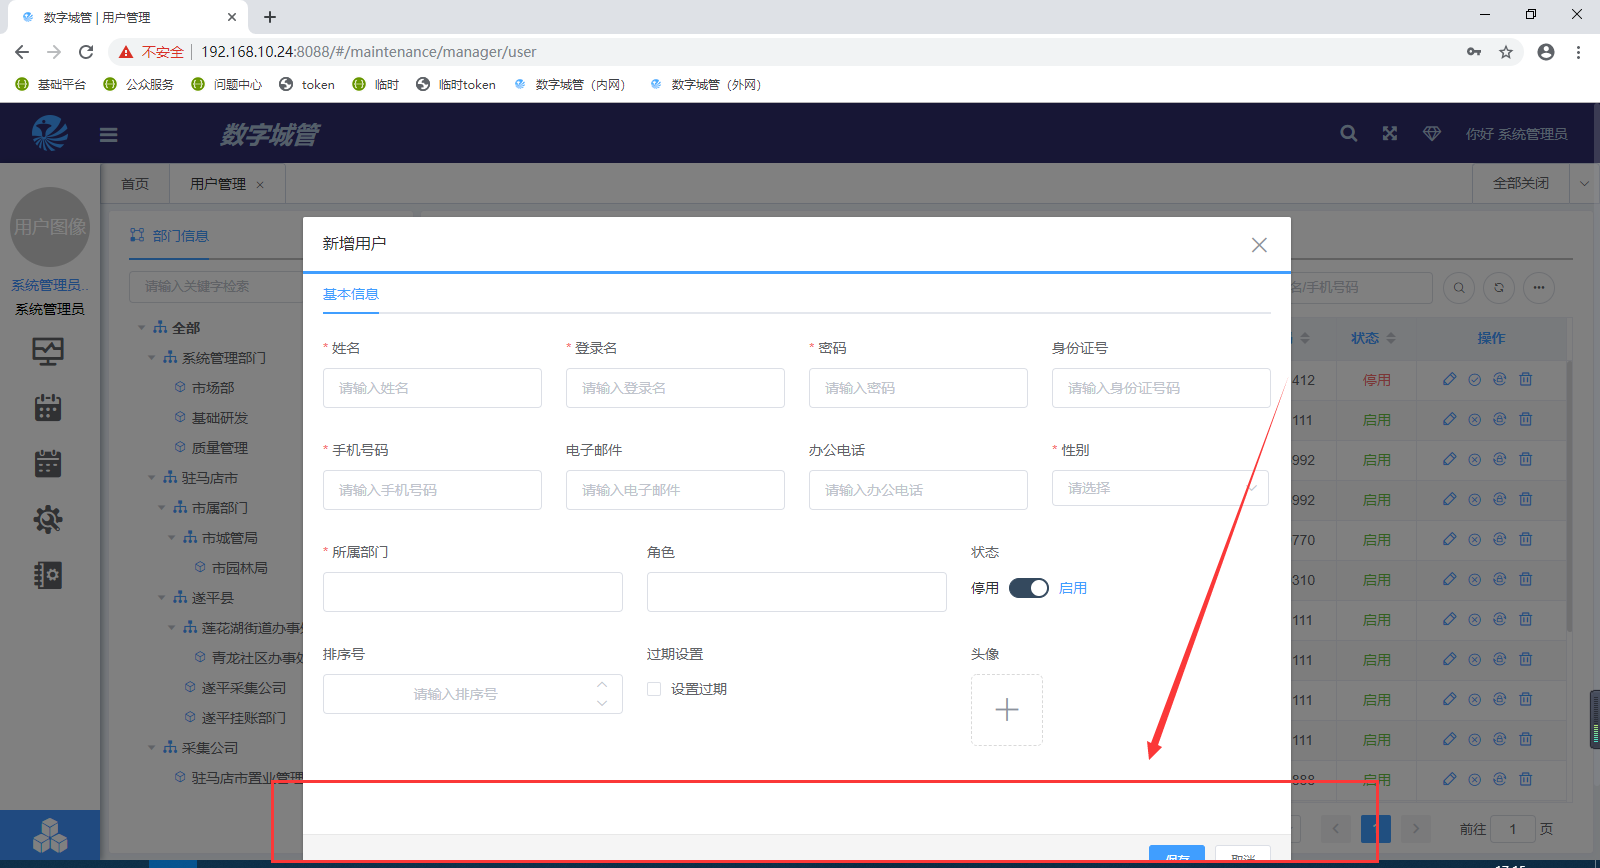 数字城管 | 用户管理
不安全 192.168.10.24:8088/#/maintenance/manager/user
基础平台 公众服务 问题中心 token 临时 临时token 数字城管（内网） 数字城管（外网）
数字城管 你好 系统管理员
首页 用户管理 全部关闭
用户图像
系统管理员..
系统管理员
部门信息
请输入关键字检索
全部
系统管理部门
市场部
基础研发
质量管理
驻马店市
市属部门
市城管局
市园林局
遂平县
莲花湖街道办事
青龙社区办事处
遂平采集公司
遂平挂账部门
采集公司
驻马店市置业管理
新增用户
基本信息
* 姓名 * 登录名 * 密码 身份证号
请输入姓名 请输入登录名 请输入密码 请输入身份证号码
* 手机号码 电子邮件 办公电话 * 性别
请输入手机号码 请输入电子邮件 请输入办公电话 请选择
* 所属部门 角色 状态
停用 启用
排序号 过期设置 头像
请输入排序号 设置过期
保存 取消
名/手机号码
状态 操作
412 停用
111 启用
992 启用
992 启用
770 启用
310 启用
111 启用
111 启用
111 启用
111 启用
888 启用
前往 1 页
17:15